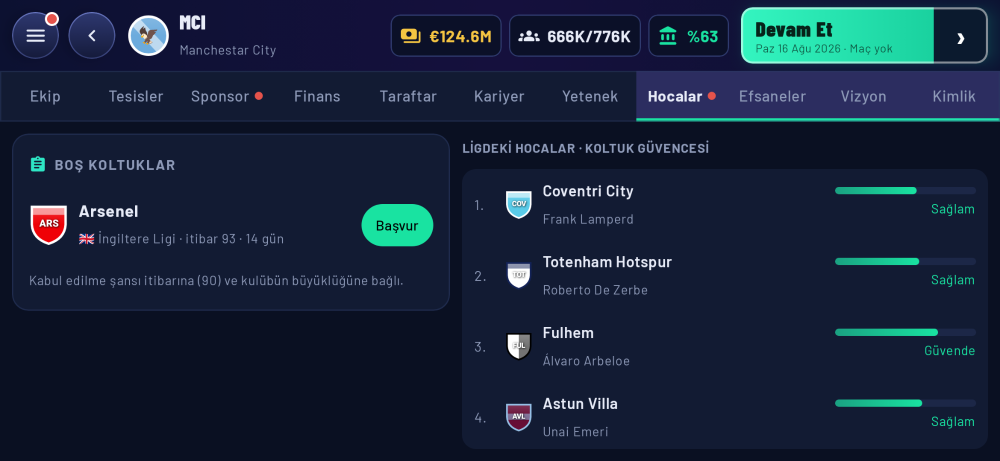 MCI
Manchestar City
€124.6M
666K/776K
%63
Devam Et
Paz 16 Ağu 2026 · Maç yok
Ekip
Tesisler
Sponsor
Finans
Taraftar
Kariyer
Yetenek
Hocalar
Efsaneler
Vizyon
Kimlik
BOŞ KOLTUKLAR
ARS
Arsenel
İngiltere Ligi · itibar 93 · 14 gün
Başvur
Kabul edilme şansı itibarına (90) ve kulübün büyüklüğüne bağlı.
LİGDEKİ HOCALAR · KOLTUK GÜVENCESİ
1.
COV
Coventri City
Frank Lamperd
Sağlam
2.
TOT
Totenham Hotspur
Roberto De Zerbe
Sağlam
3.
FUL
Fulhem
Álvaro Arbeloe
Güvende
4.
AVL
Astun Villa
Unai Emeri
Sağlam